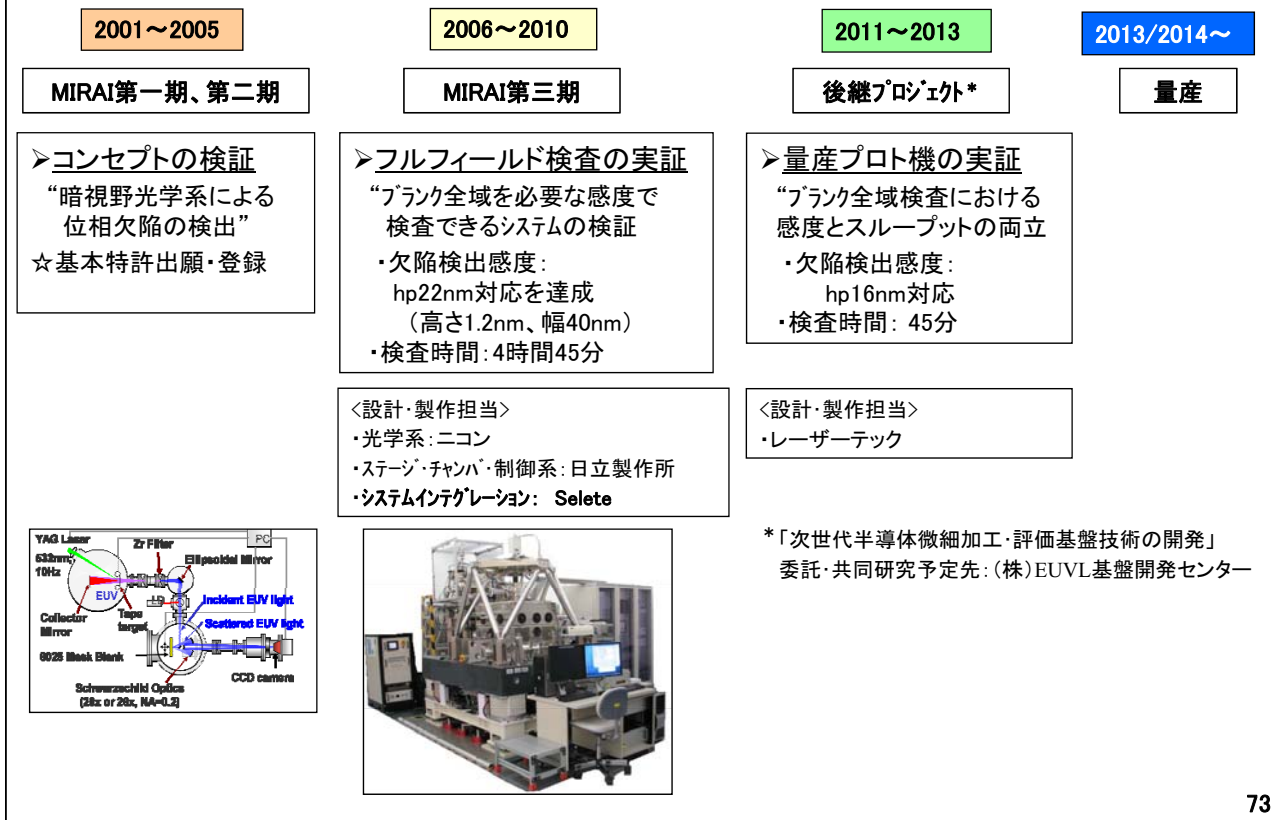 2001～2005
2006～2010
2011～2013
2013/2014～
MIRAI第一期、第二期
MIRAI第三期
後継ﾌﾟﾛｼﾞｪｸﾄ*
量産
➢コンセプトの検証
“暗視野光学系による
位相欠陥の検出”
☆基本特許出願・登録
➢フルフィールド検査の実証
“ﾌﾞﾗﾝｸ全域を必要な感度で
検査できるｼｽﾃﾑの検証
・欠陥検出感度：
hp22nm対応を達成
（高さ1.2nm、幅40nm）
・検査時間：4時間45分
➢量産プロト機の実証
“ﾌﾞﾗﾝｸ全域検査における
感度とスループットの両立
・欠陥検出感度：
hp16nm対応
・検査時間： 45分
<設計・製作担当>
・光学系：ニコン
・ｽﾃｰｼﾞ・ﾁｬﾝﾊﾞ・制御系：日立製作所
・ｼｽﾃﾑｲﾝﾃｸﾞﾚｰｼｮﾝ： Selete
<設計・製作担当>
・レーザーテック
YAG Laser
532nm,
10Hz
Zr Filter
PC
Ellipsoidal Mirror
EUV
LD
Incident EUV light
Collector
Mirror
Tape
target
Scattered EUV light
6025 Mask Blank
CCD camera
Schwarzschild Optics
(26x or 26x, NA=0.2)
*「次世代半導体微細加工・評価基盤技術の開発」
委託・共同研究予定先：（株）EUVL基盤開発センター
73